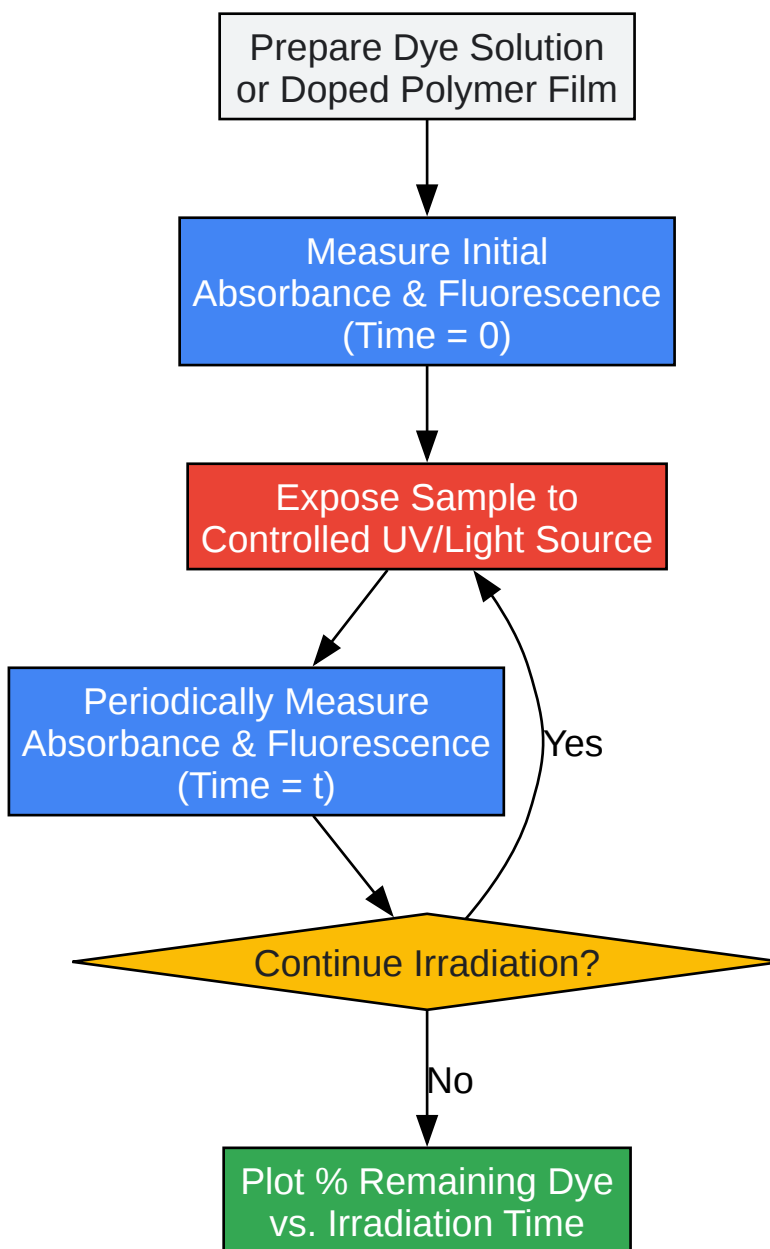 Prepare Dye Solution
or Doped Polymer Film
Measure Initial
Absorbance & Fluorescence
(Time = 0)
Expose Sample to
Controlled UV/Light Source
Periodically Measure
Absorbance & Fluorescence
(Time = t)
Yes
Continue Irradiation?
No
Plot % Remaining Dye
vs. Irradiation Time